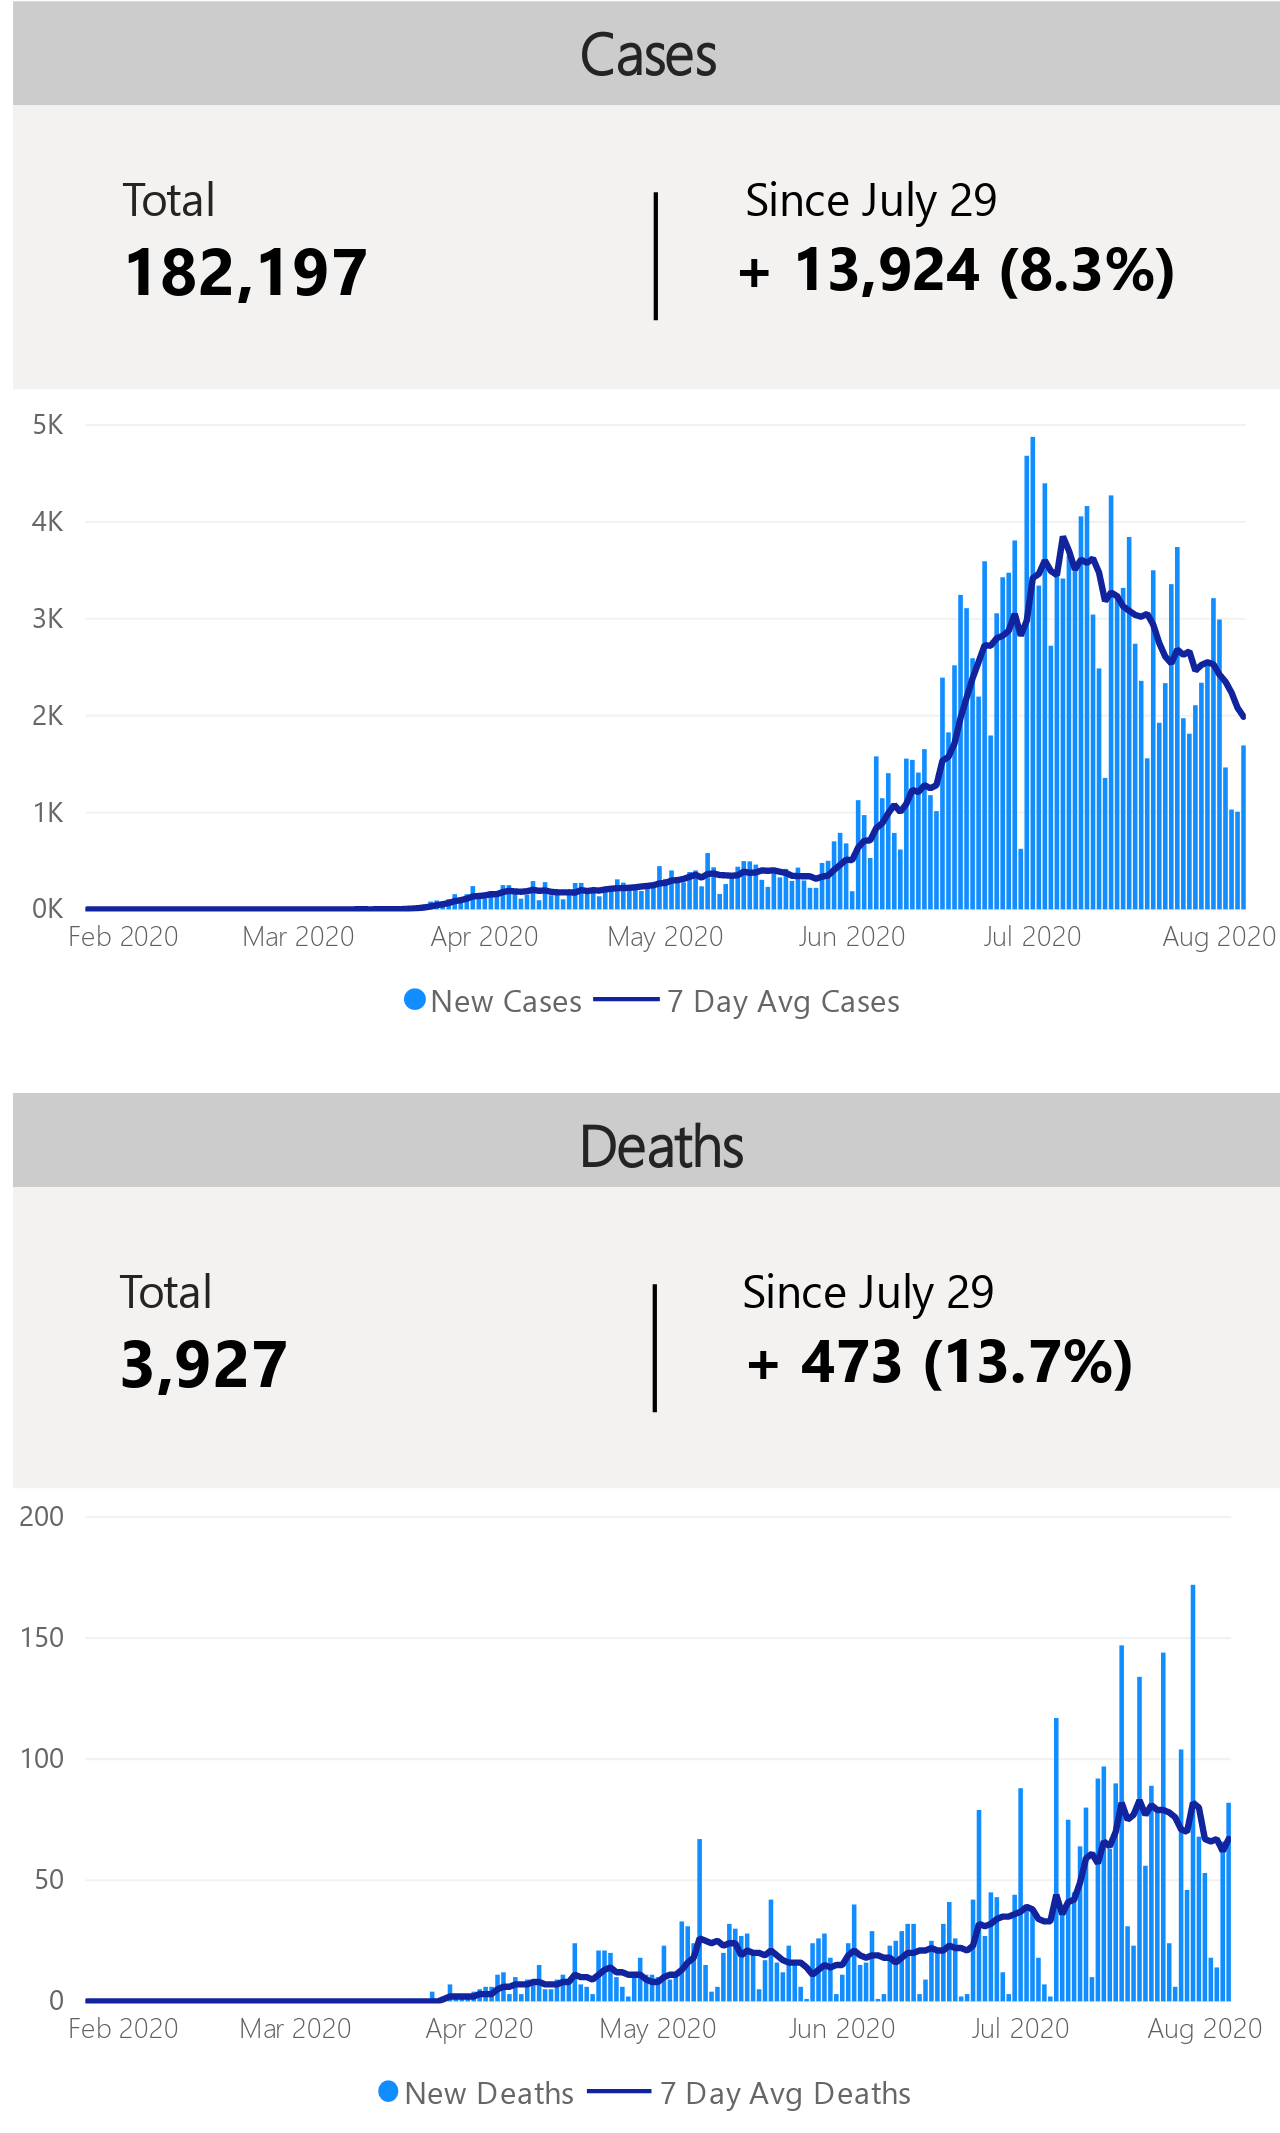 Cases
Total
Since July 29
182,197
+ 13,924 (8.3%)
5K
4K
3K
2K
1K
0K
Feb 2020 Mar 2020 Apr 2020 May 2020 Jun 2020 Jul 2020 Aug 2020
New Cases 7 Day Avg Cases
Deaths
Total
Since July 29
3,927
+ 473 (13.7%)
200
150
100
50
0
Feb 2020 Mar 2020 Apr 2020 May 2020 Jun 2020 Jul 2020 Aug 2020
New Deaths 7 Day Avg Deaths